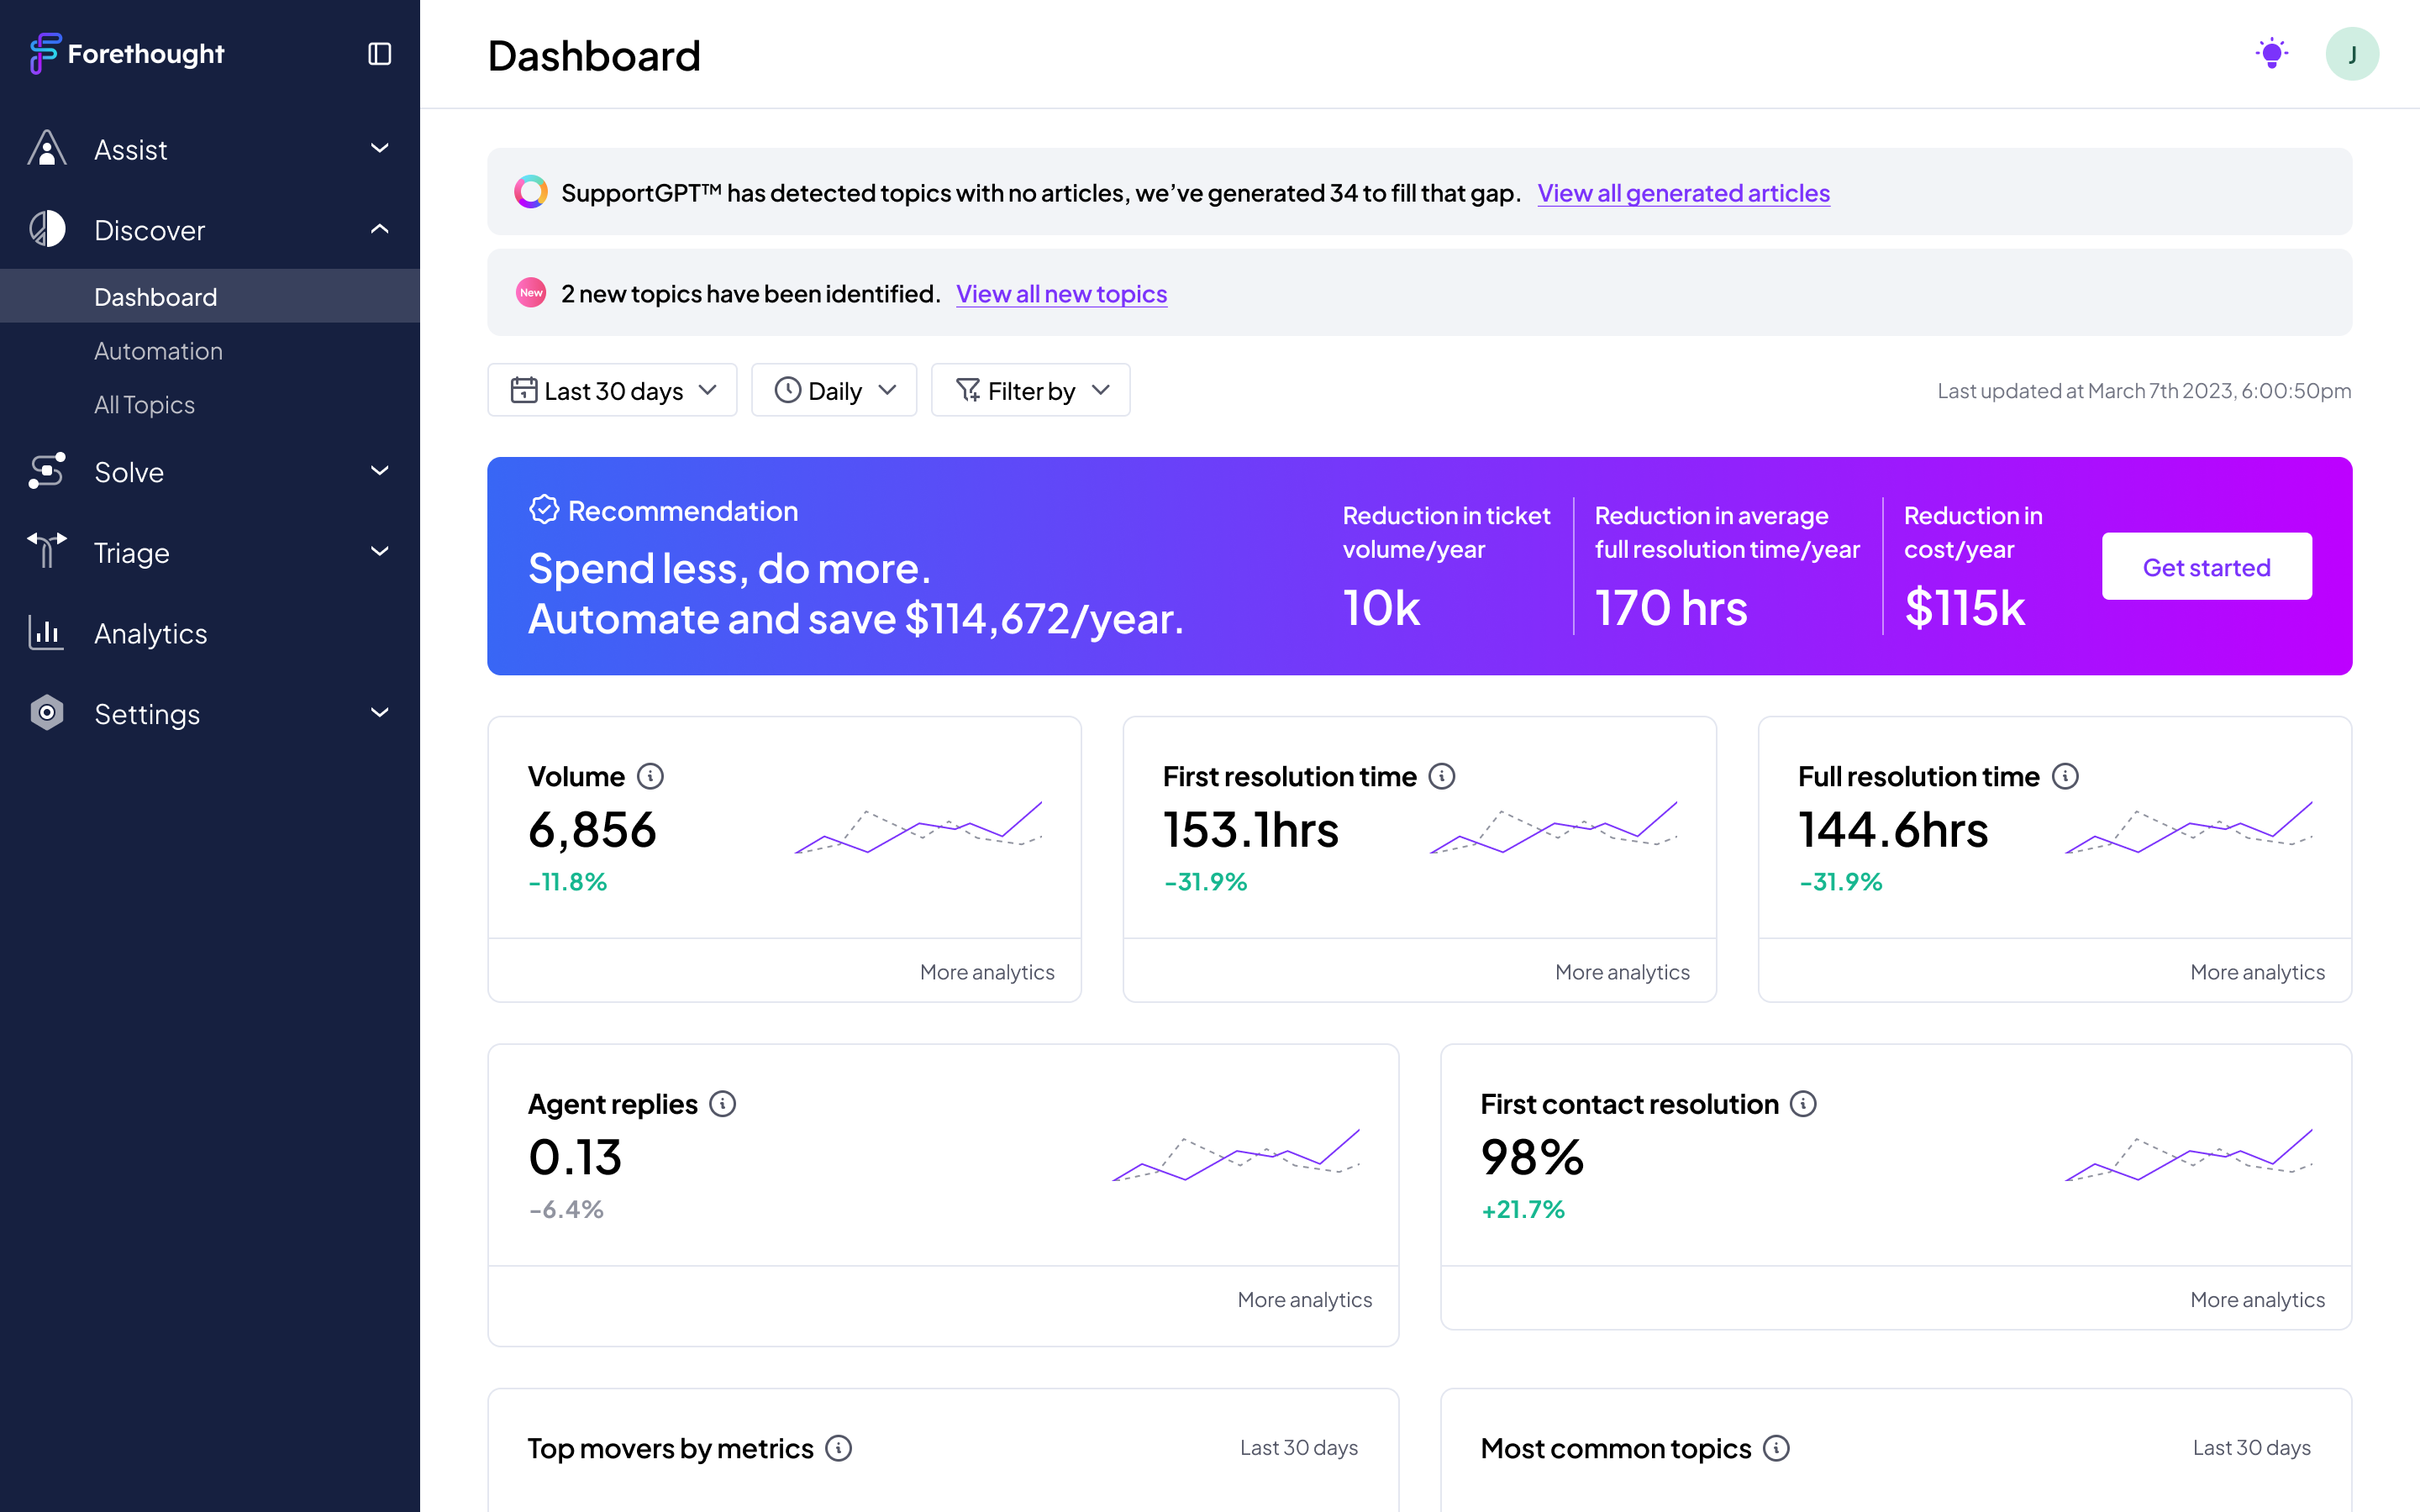 Forethought
Assist
Discover
Dashboard
Automation
All Topics
Solve
Triage
Analytics
Settings
Dashboard
J
SupportGPT™ has detected topics with no articles, we’ve generated 34 to fill that gap. View all generated articles
New 2 new topics have been identified. View all new topics
Last 30 days
Daily
Filter by
Last updated at March 7th 2023, 6:00:50pm
Recommendation
Spend less, do more.
Automate and save $114,672/year.
Reduction in ticket
volume/year
10k
Reduction in average
full resolution time/year
170 hrs
Reduction in
cost/year
$115k
Get started
Volume
6,856
-11.8%
More analytics
First resolution time
153.1hrs
-31.9%
More analytics
Full resolution time
144.6hrs
-31.9%
More analytics
Agent replies
0.13
-6.4%
More analytics
First contact resolution
98%
+21.7%
More analytics
Top movers by metrics
Last 30 days
Most common topics
Last 30 days